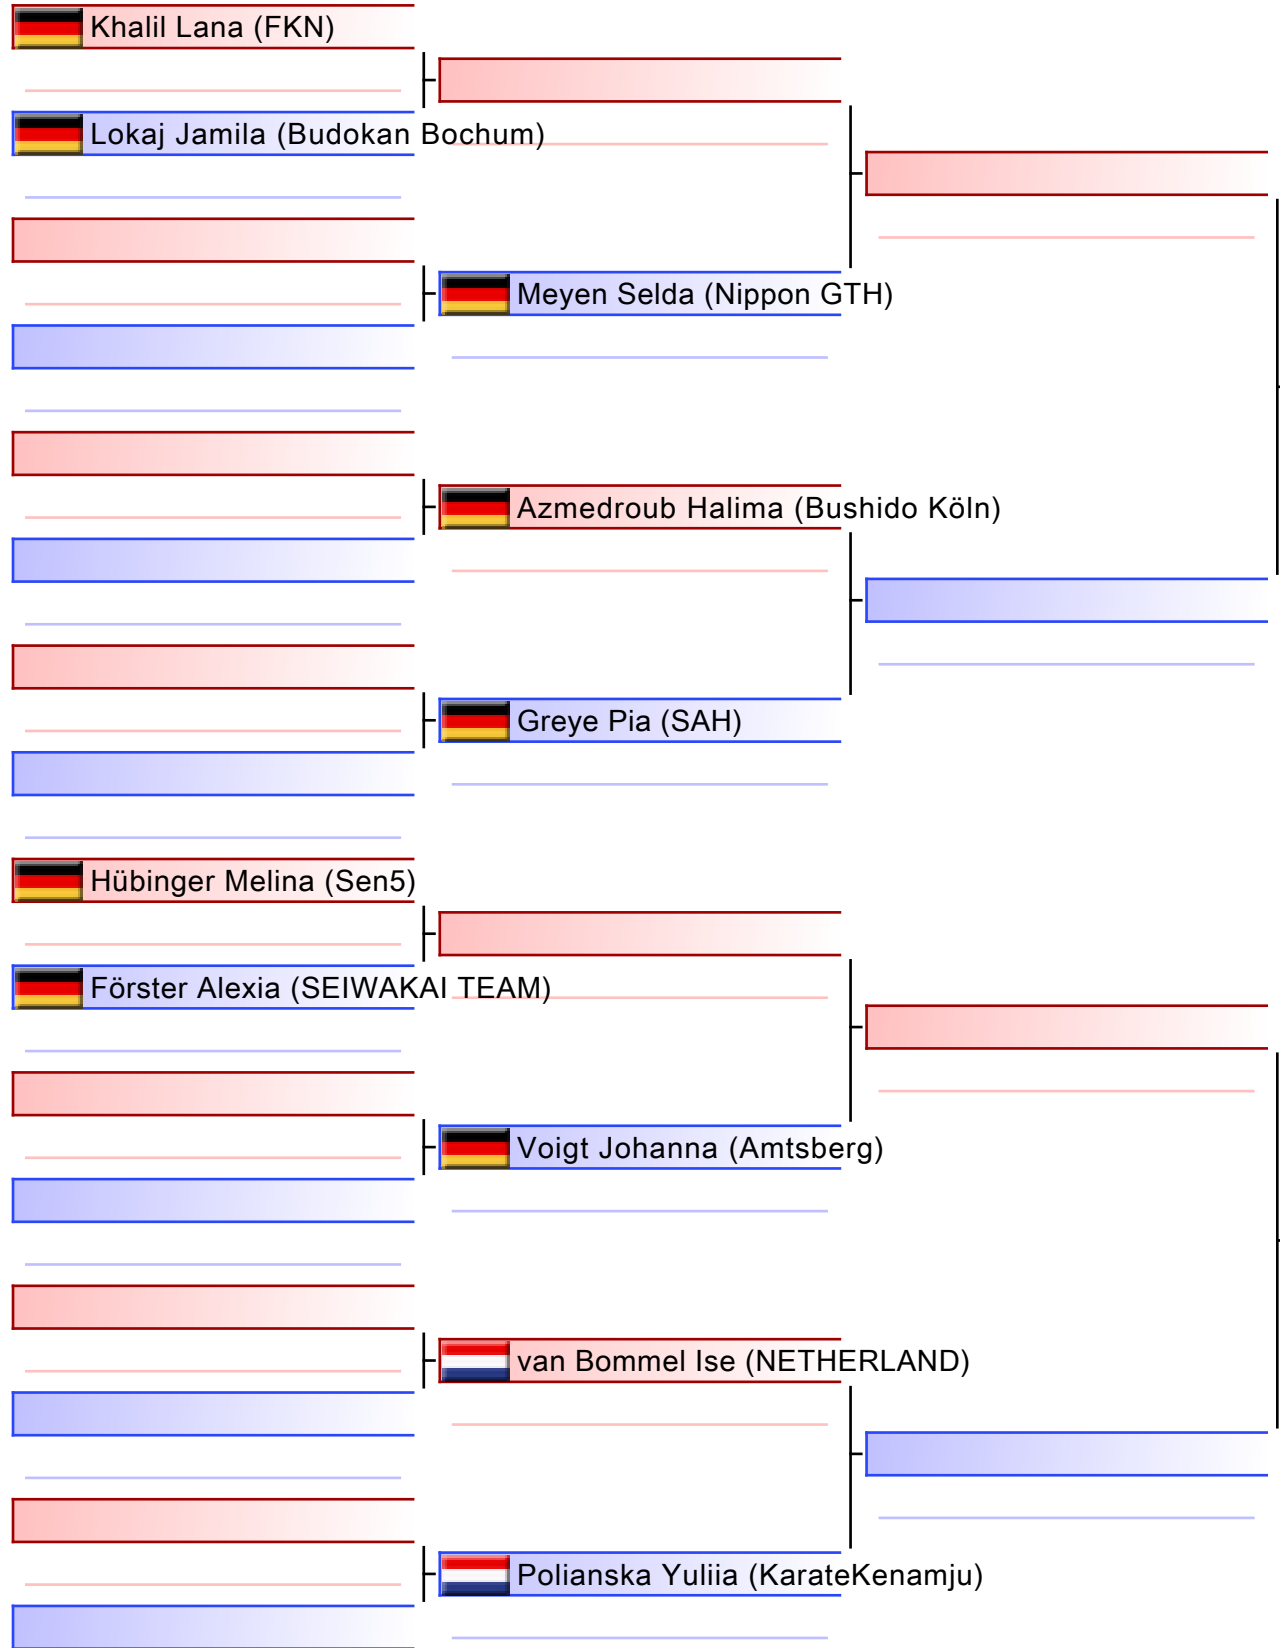 Khalil Lana (FKN)
Lokaj Jamila (Budokan Bochum)
Meyen Selda (Nippon GTH)
Azmedroub Halima (Bushido Köln)
Greye Pia (SAH)
Hübinger Melina (Sen5)
Förster Alexia (SEIWAKAI TEAM)
Voigt Johanna (Amtsberg)
van Bommel Ise (NETHERLAND)
Polianska Yuliia (KarateKenamju)